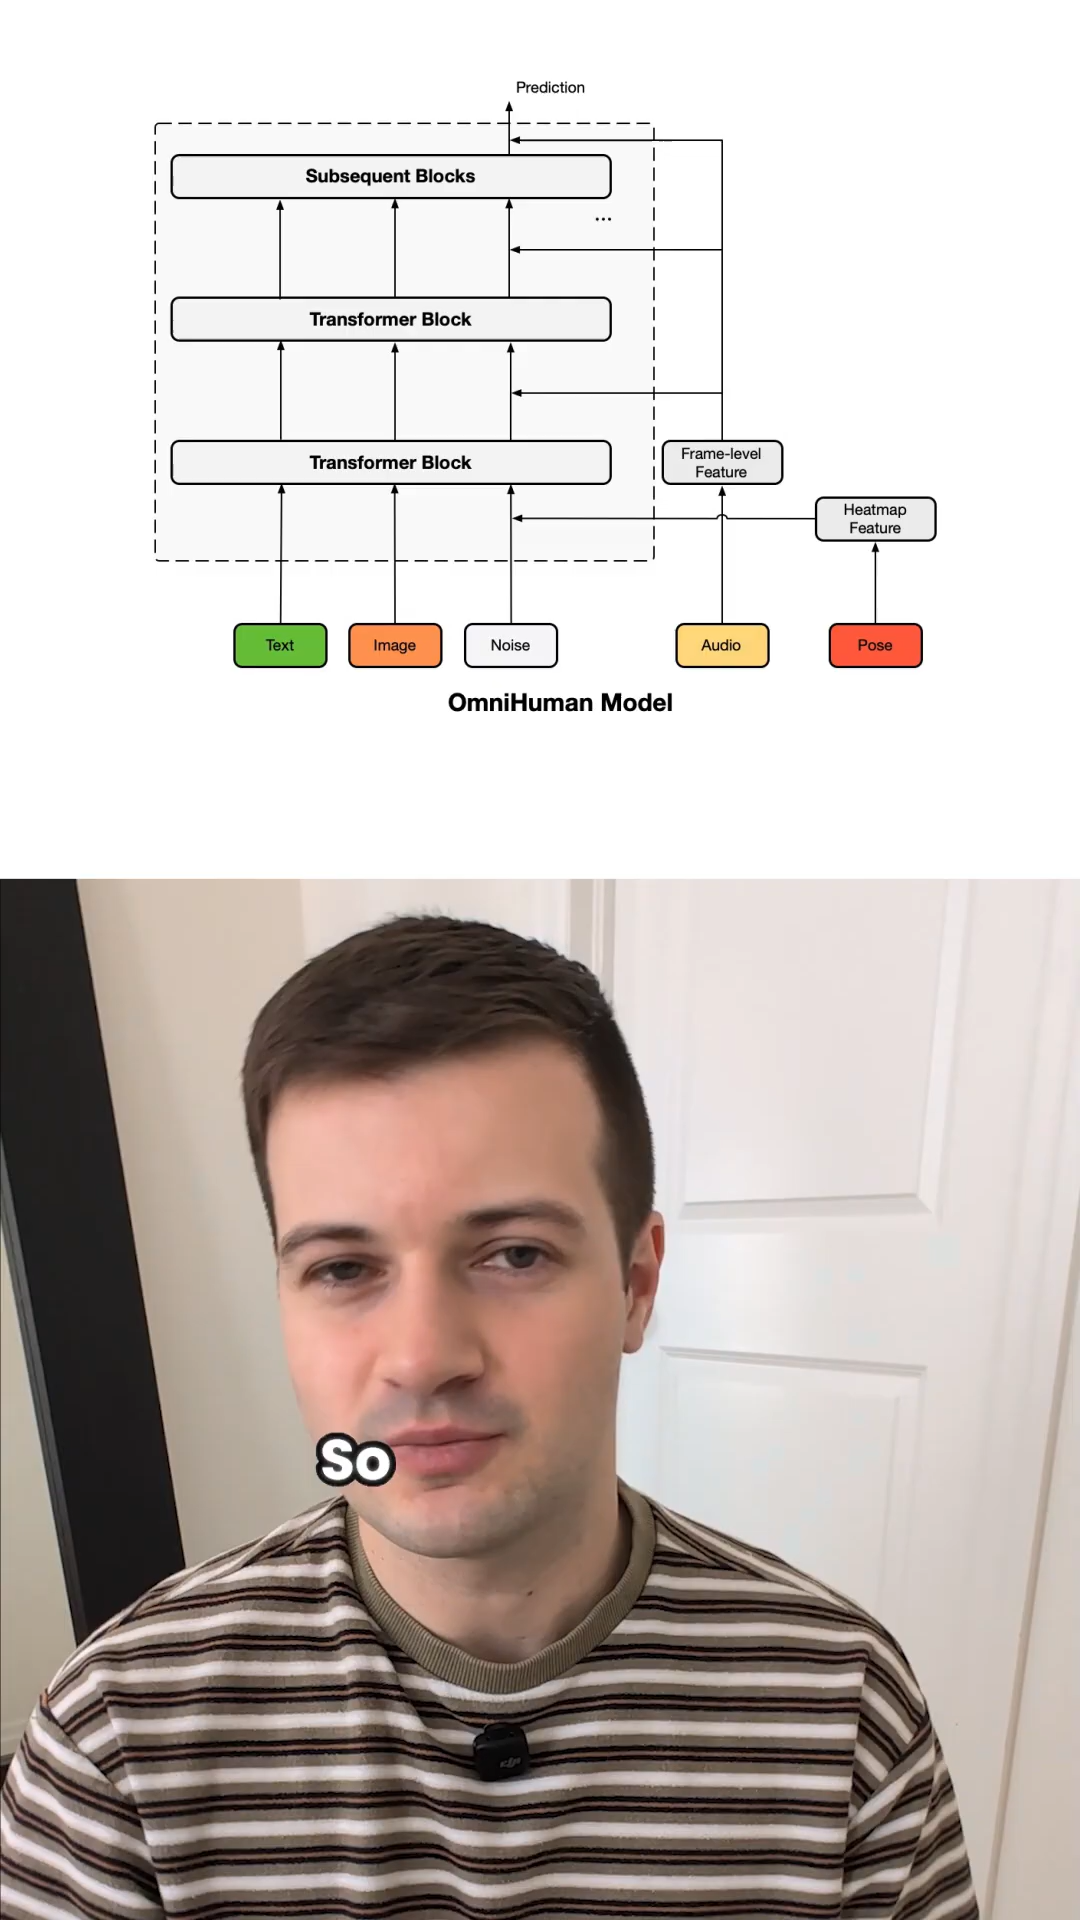 Prediction
Subsequent Blocks
...
Transformer Block
Transformer Block
Frame-level
Feature
Heatmap
Feature
Text
Image
Noise
Audio
Pose
OmniHuman Model
So
dji